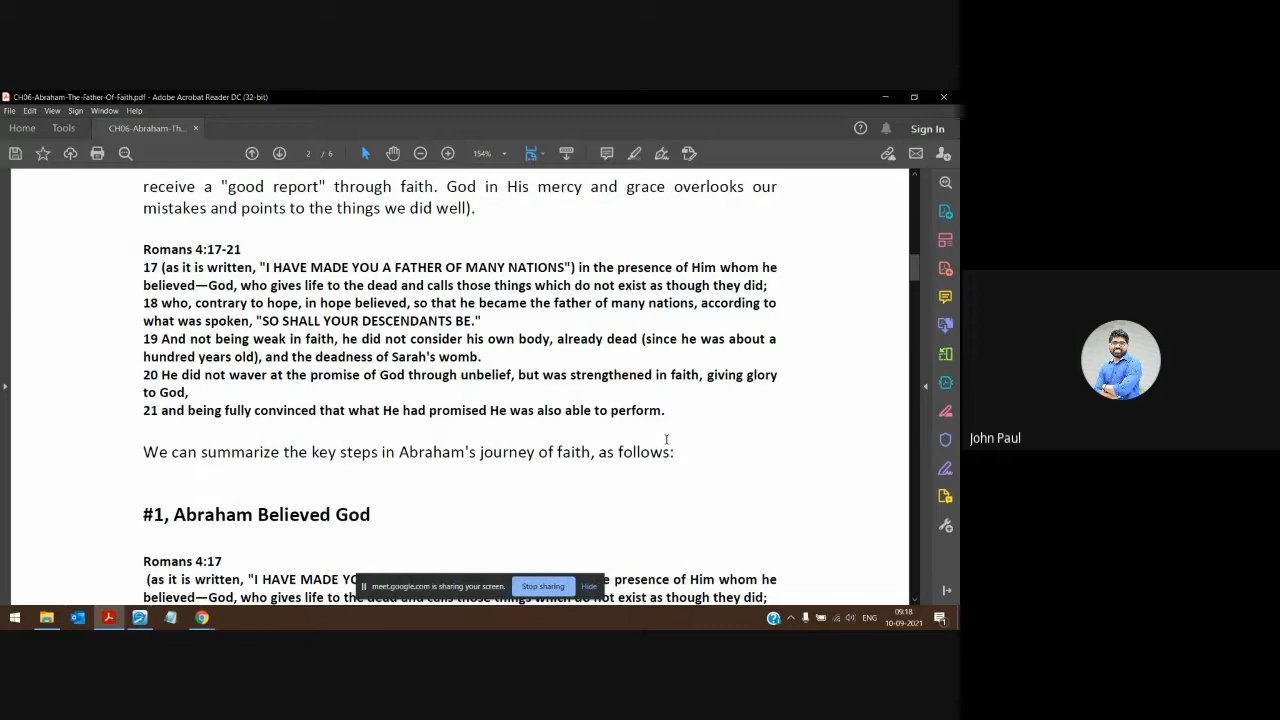 CH06-Abraham-The-Father-Of-Faith.pdf - Adobe Acrobat Reader DC (32-bit)
File Edit View Sign Window Help
Home Tools CH06-Abraham-Th... × Sign In
2 / 6 154%
receive a "good report" through faith. God in His mercy and grace overlooks our
mistakes and points to the things we did well).
Romans 4:17-21
17 (as it is written, "I HAVE MADE YOU A FATHER OF MANY NATIONS") in the presence of Him whom he
believed—God, who gives life to the dead and calls those things which do not exist as though they did;
18 who, contrary to hope, in hope believed, so that he became the father of many nations, according to
what was spoken, "SO SHALL YOUR DESCENDANTS BE."
19 And not being weak in faith, he did not consider his own body, already dead (since he was about a
hundred years old), and the deadness of Sarah's womb.
20 He did not waver at the promise of God through unbelief, but was strengthened in faith, giving glory
to God,
21 and being fully convinced that what He had promised He was also able to perform.
John Paul
We can summarize the key steps in Abraham's journey of faith, as follows:
#1, Abraham Believed God
Romans 4:17
(as it is written, "I HAVE MADE presence of Him whom he
believed—God, who gives life to the dead and calls those things which do not exist as though they did;
meet.google.com is sharing your screen. Stop sharing Hide
ENG 09:18
10-09-2021